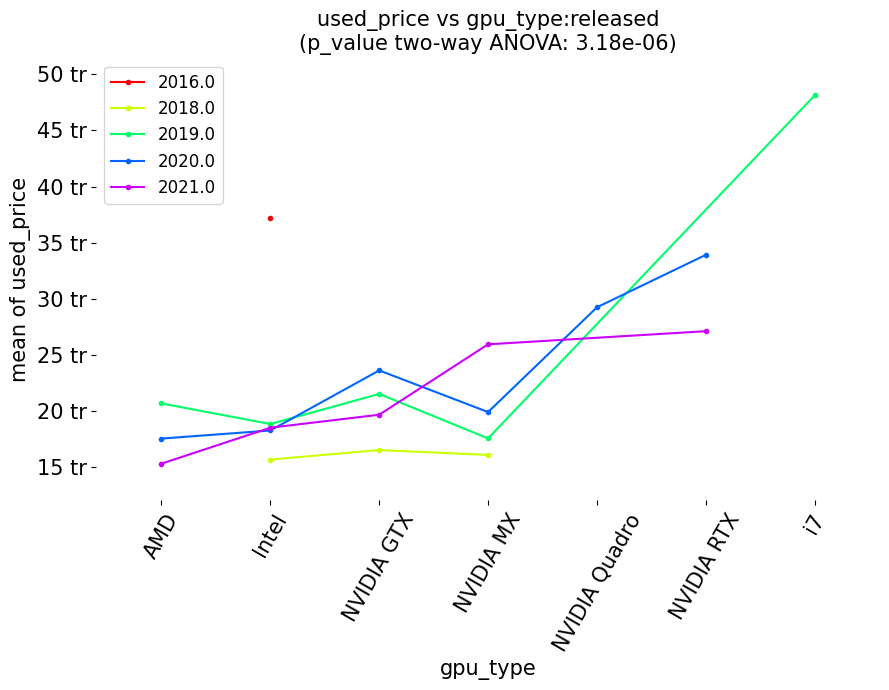 used_price vs gpu_type:released
(p_value two-way ANOVA: 3.18e-06)
2016.0
2018.0
2019.0
2020.0
2021.0
50 tr
45 tr
40 tr
35 tr
30 tr
25 tr
20 tr
15 tr
mean of used_price
AMD
Intel
NVIDIA GTX
NVIDIA MX
NVIDIA Quadro
NVIDIA RTX
i7
gpu_type